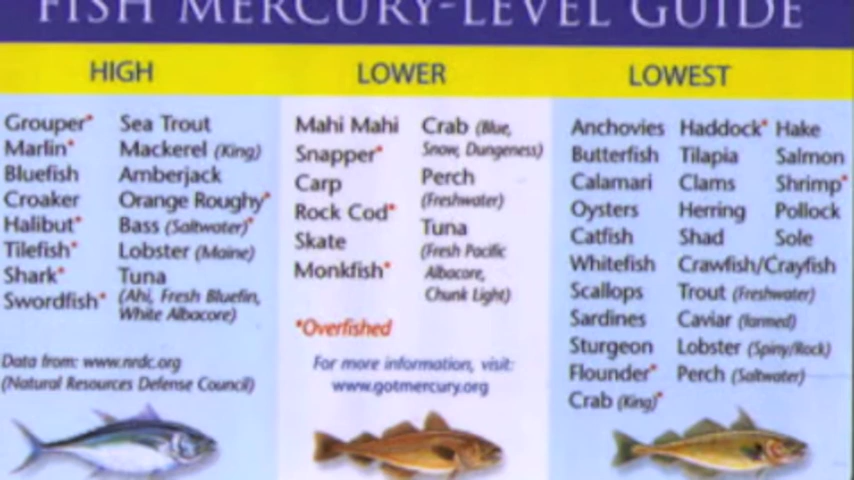 FISH MERCURY-LEVEL GUIDE
HIGH
Grouper*
Marlin*
Bluefish
Croaker
Halibut*
Tilefish*
Shark*
Swordfish*
Sea Trout
Mackerel (King)
Amberjack
Orange Roughy*
Bass (Saltwater)*
Lobster (Maine)
Tuna
(Ahi, Fresh Bluefin,
White Albacore)
Data from: www.nrdc.org
(Natural Resources Defense Council)
LOWER
Mahi Mahi
Snapper*
Carp
Rock Cod*
Skate
Monkfish*
Crab (Blue,
Snow, Dungeness)
Perch
(Freshwater)
Tuna
(Fresh Pacific
Albacore,
Chunk Light)
*Overfished
For more information, visit:
www.gotmercury.org
LOWEST
Anchovies
Butterfish
Calamari
Oysters
Catfish
Whitefish
Scallops
Sardines
Sturgeon
Flounder*
Crab (King)*
Haddock*
Tilapia
Clams
Herring
Shad
Crawfish/Crayfish
Trout (Freshwater)
Caviar (farmed)
Lobster (Spiny/Rock)
Perch (Saltwater)
Hake
Salmon
Shrimp*
Pollock
Sole